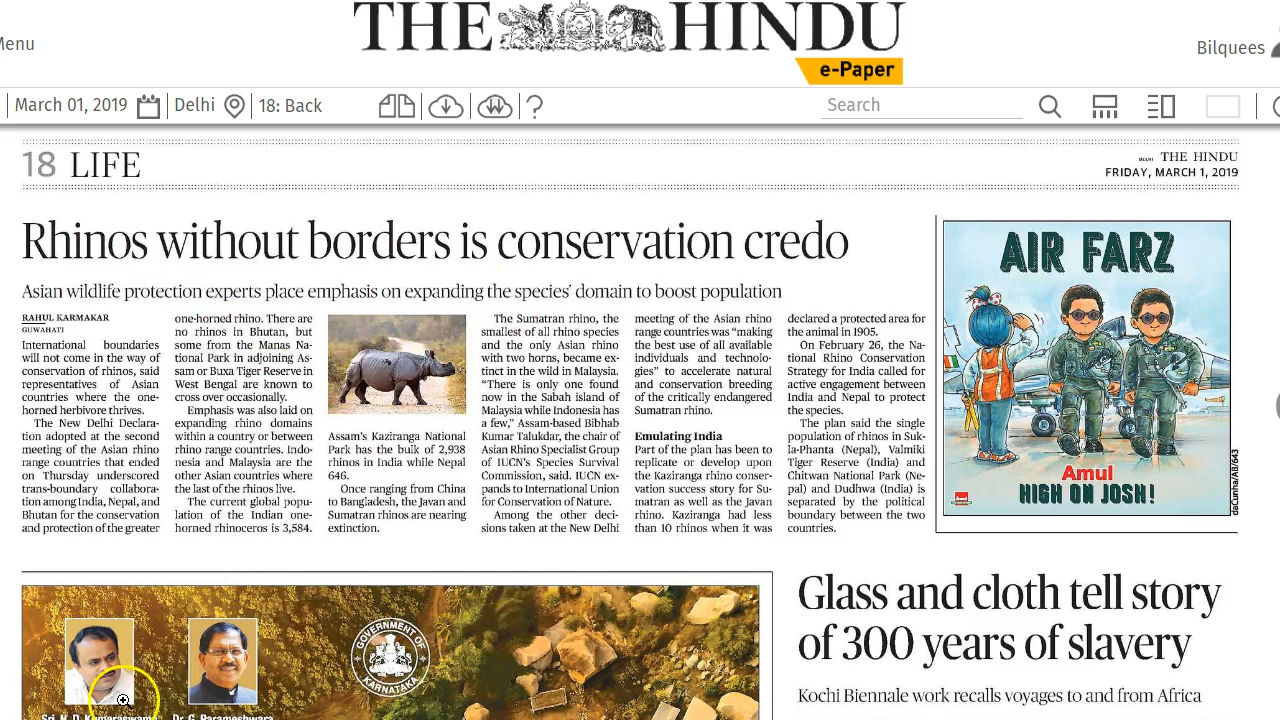 THE HINDU
e-Paper
Menu
Bilquees
March 01, 2019
Delhi
18: Back
?
Search
18 LIFE
DELHI THE HINDU
FRIDAY, MARCH 1, 2019
Rhinos without borders is conservation credo
Asian wildlife protection experts place emphasis on expanding the species' domain to boost population
RAHUL KARMAKAR
GUWAHATI
International boundaries
will not come in the way of
conservation of rhinos, said
representatives of Asian
countries where the one-
horned herbivore thrives.
The New Delhi Declara-
tion adopted at the second
meeting of the Asian rhino
range countries that ended
on Thursday underscored
trans-boundary collabora-
tion among India, Nepal, and
Bhutan for the conservation
and protection of the greater
one-horned rhino. There are
no rhinos in Bhutan, but
some from the Manas Na-
tional Park in adjoining As-
sam or Buxa Tiger Reserve in
West Bengal are known to
cross over occasionally.
Emphasis was also laid on
expanding rhino domains
within a country or between
rhino range countries. Indo-
nesia and Malaysia are the
other Asian countries where
the last of the rhinos live.
The current global popu-
lation of the Indian one-
horned rhinoceros is 3,584.
Assam's Kaziranga National
Park has the bulk of 2,938
rhinos in India while Nepal
646.
Once ranging from China
to Bangladesh, the Javan and
Sumatran rhinos are nearing
extinction.
The Sumatran rhino, the
smallest of all rhino species
and the only Asian rhino
with two horns, became ex-
tinct in the wild in Malaysia.
"There is only one found
now in the Sabah island of
Malaysia while Indonesia has
a few," Assam-based Bibhab
Kumar Talukdar, the chair of
Asian Rhino Specialist Group
of IUCN's Species Survival
Commission, said. IUCN ex-
pands to International Union
for Conservation of Nature.
Among the other deci-
sions taken at the New Delhi
meeting of the Asian rhino
range countries was "making
the best use of all available
individuals and technolo-
gies" to accelerate natural
and conservation breeding
of the critically endangered
Sumatran rhino.
Emulating India
Part of the plan has been to
replicate or develop upon
the Kaziranga rhino conser-
vation success story for Su-
matran as well as the Javan
rhino. Kaziranga had less
than 10 rhinos when it was
declared a protected area for
the animal in 1905.
On February 26, the Na-
tional Rhino Conservation
Strategy for India called for
active engagement between
India and Nepal to protect
the species.
The plan said the single
population of rhinos in Suk-
la-Phanta (Nepal), Valmiki
Tiger Reserve (India) and
Chitwan National Park (Ne-
pal) and Dudhwa (India) is
separated by the political
boundary between the two
countries.
AIR FARZ
Amul
HIGH ON JOSH!
daCunha/AB/643
GOVERNMENT OF
KARNATAKA
Sri. H. D. Kumaraswamy
Dr. G. Parameshwara
Glass and cloth tell story
of 300 years of slavery
Kochi Biennale work recalls voyages to and from Africa